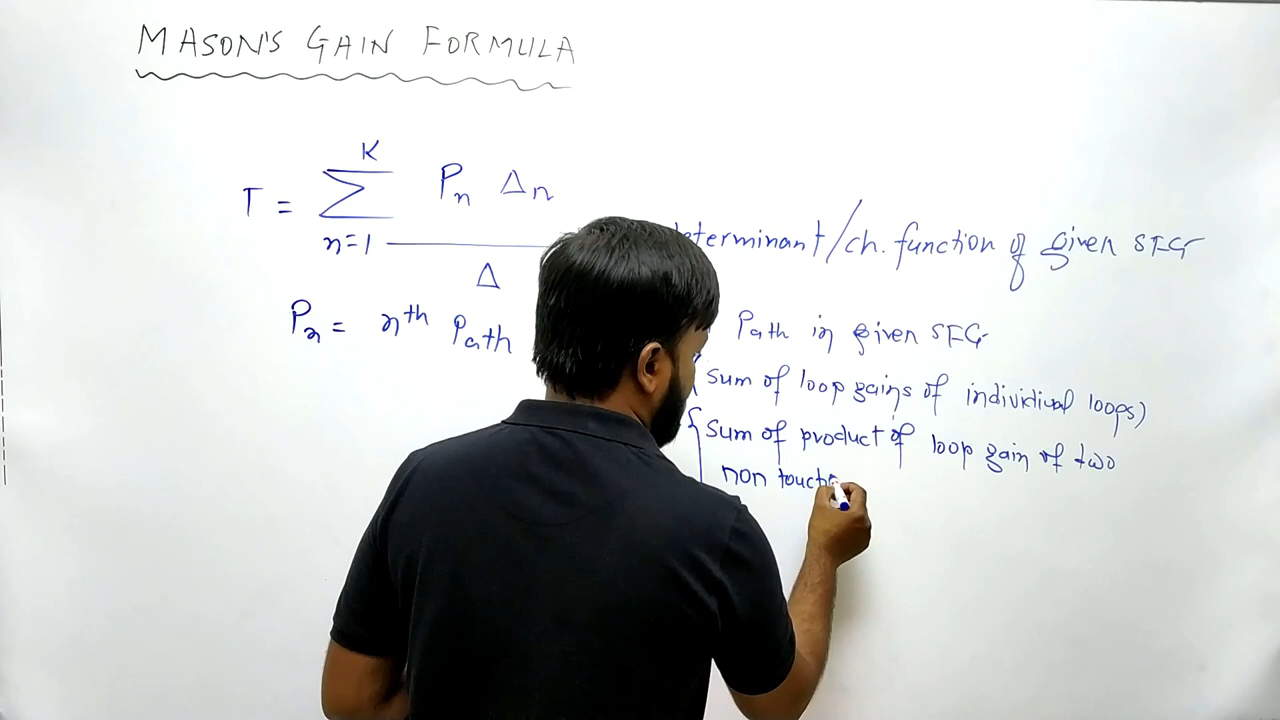 MASON'S GAIN FORMULA
K
T = Σ Pn Δn
n=1
Δ
determinant/ch. function of given SFG
Pn = nth Path
Path in given SFG
(sum of loop gains of individual loops)
{sum of product of loop gain of two
non touch